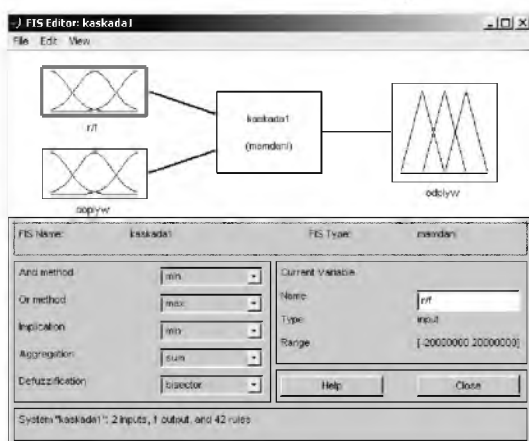 FIS Editor: kaskada1
File Edit View
r/f
kaskada1
(mamdani)
doplyw
odplyw
FIS Name: kaskada1 FIS Type: mamdani
And method min
Or method max
Implication min
Aggregation sum
Defuzzification bisector
Current Variable
Name r/f
Type input
Range [-20000000 20000000]
Help Close
System "kaskada1": 2 inputs, 1 output, and 42 rules